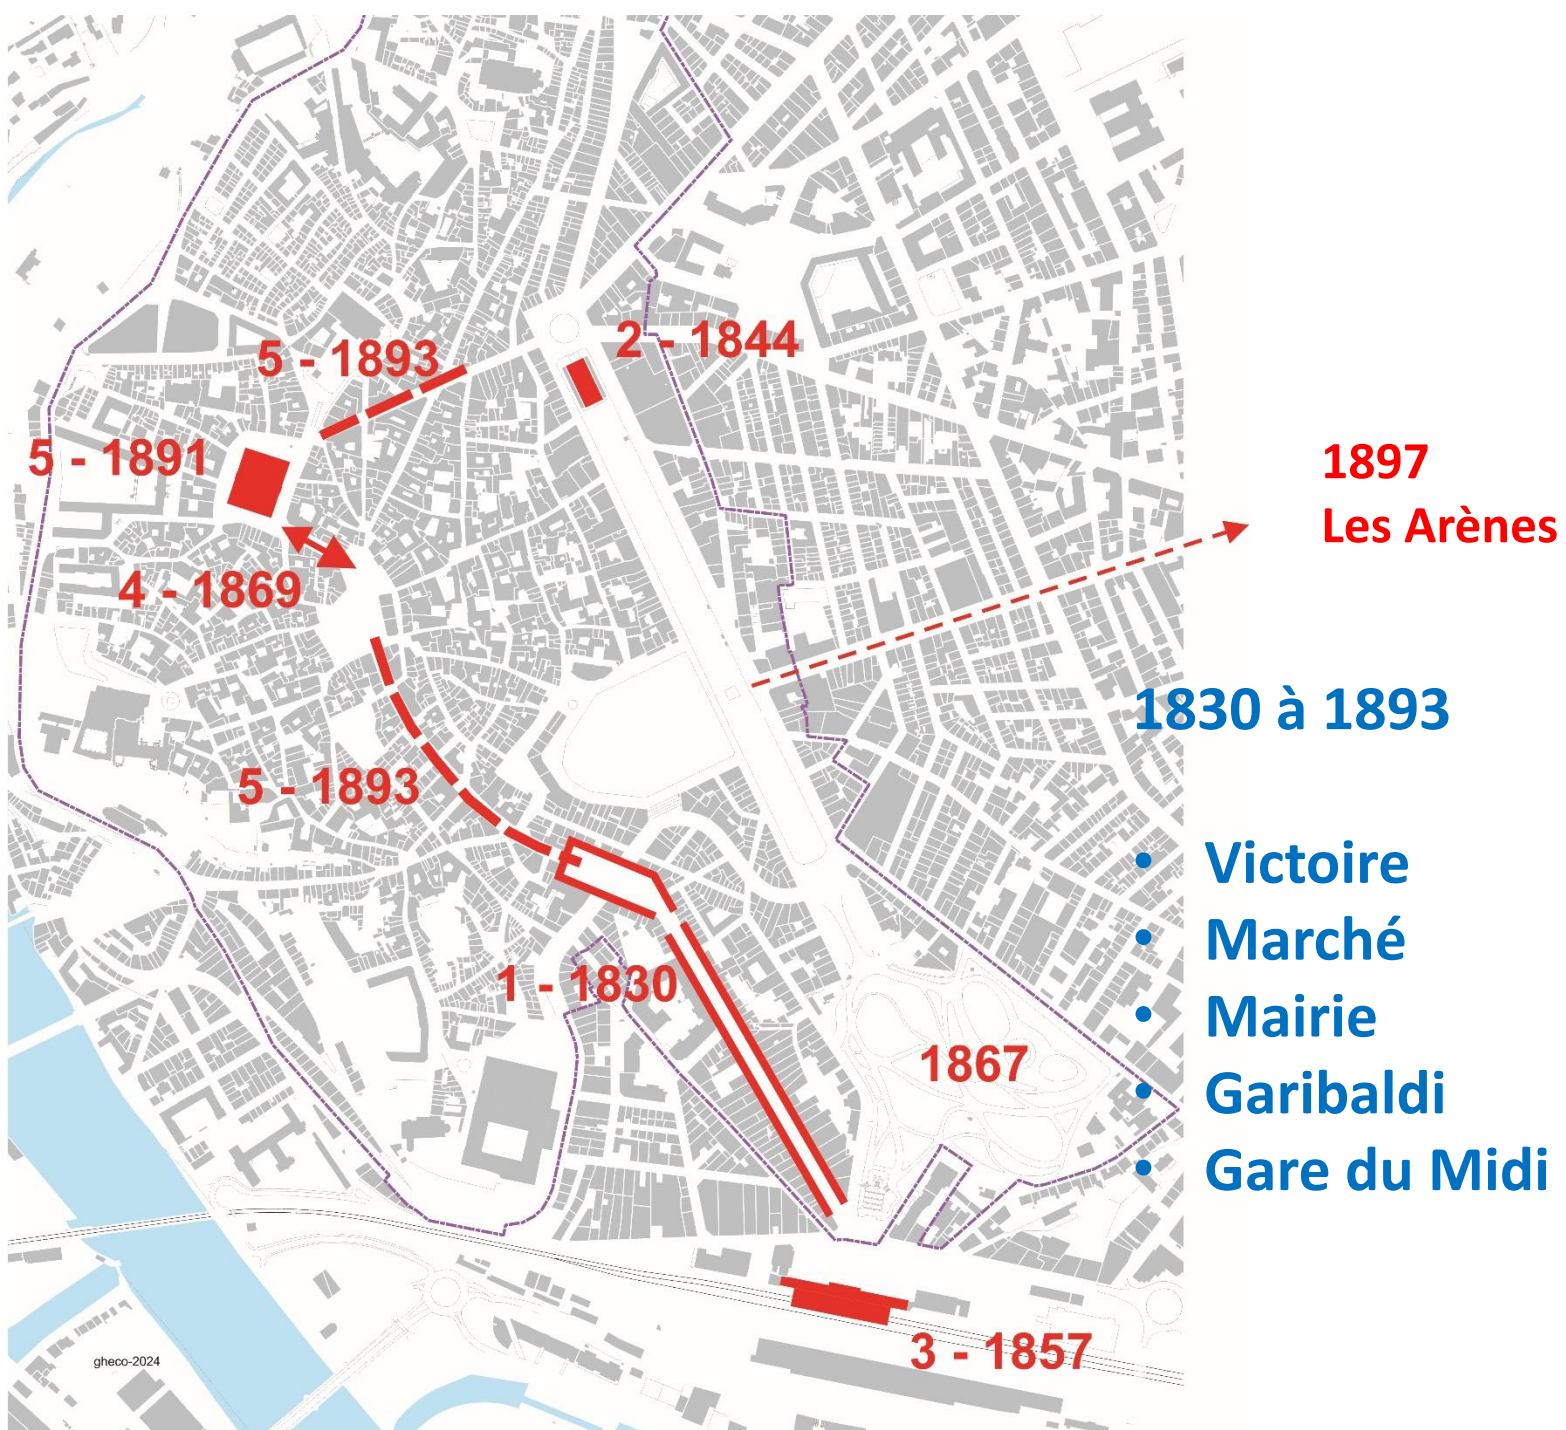 5 - 1893
2 - 1844
5 - 1891
1897
Les Arènes
4 - 1869
1830 à 1893
5 - 1893
• Victoire
• Marché
1 - 1830
• Mairie
1867
• Garibaldi
• Gare du Midi
3 - 1857
gheco-2024